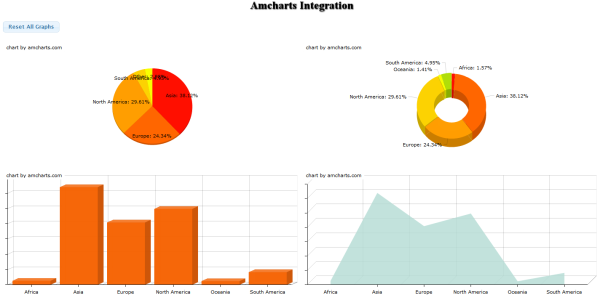 Amcharts Integration
Reset All Graphs
chart by amcharts.com
South America: 4.95%
Asia: 38.12%
North America: 29.61%
Europe: 24.34%
chart by amcharts.com
South America: 4.95%
Oceania: 1.41%
Africa: 1.57%
North America: 29.61%
Asia: 38.12%
Europe: 24.34%
chart by amcharts.com
Africa Asia Europe North America Oceania South America
chart by amcharts.com
Africa Asia Europe North America Oceania South America